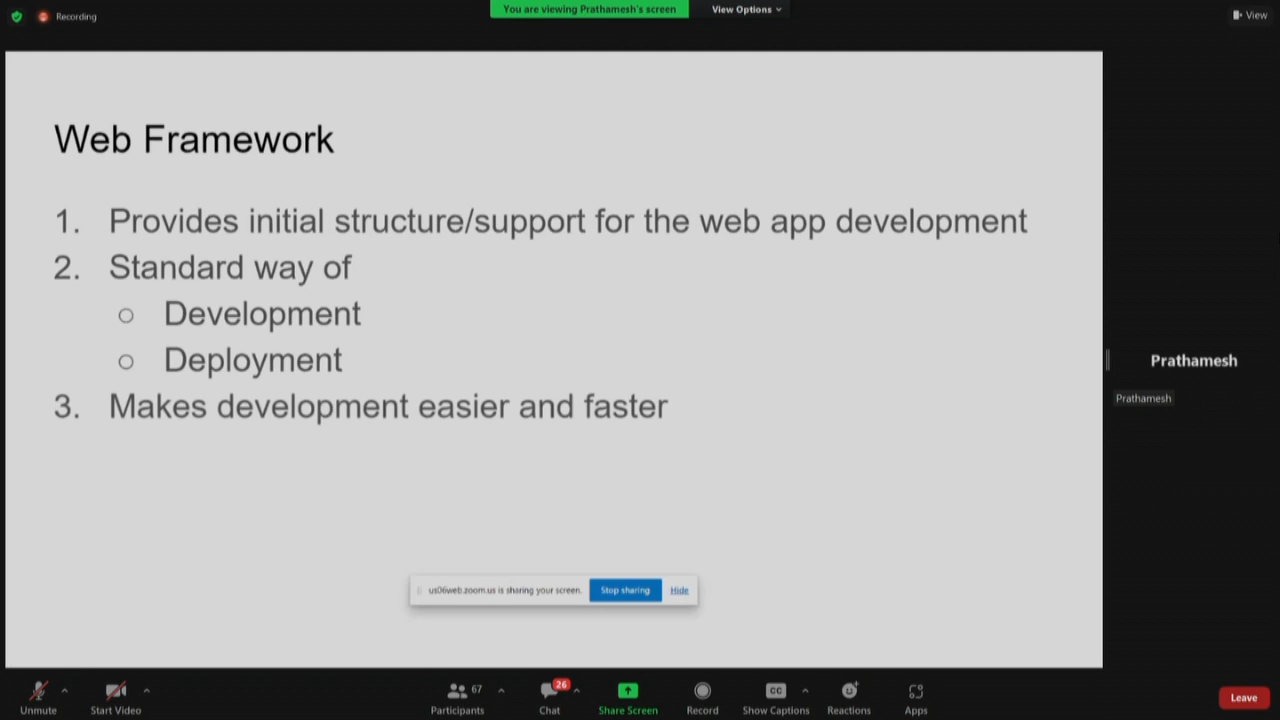 Recording
You are viewing Prathamesh's screen
View Options
View
Web Framework
1. Provides initial structure/support for the web app development
2. Standard way of
○ Development
○ Deployment
3. Makes development easier and faster
Prathamesh
Prathamesh
us06web.zoom.us is sharing your screen.
Stop sharing
Hide
Unmute
Start Video
67
Participants
26
Chat
Share Screen
Record
CC
Show Captions
Reactions
Apps
Leave